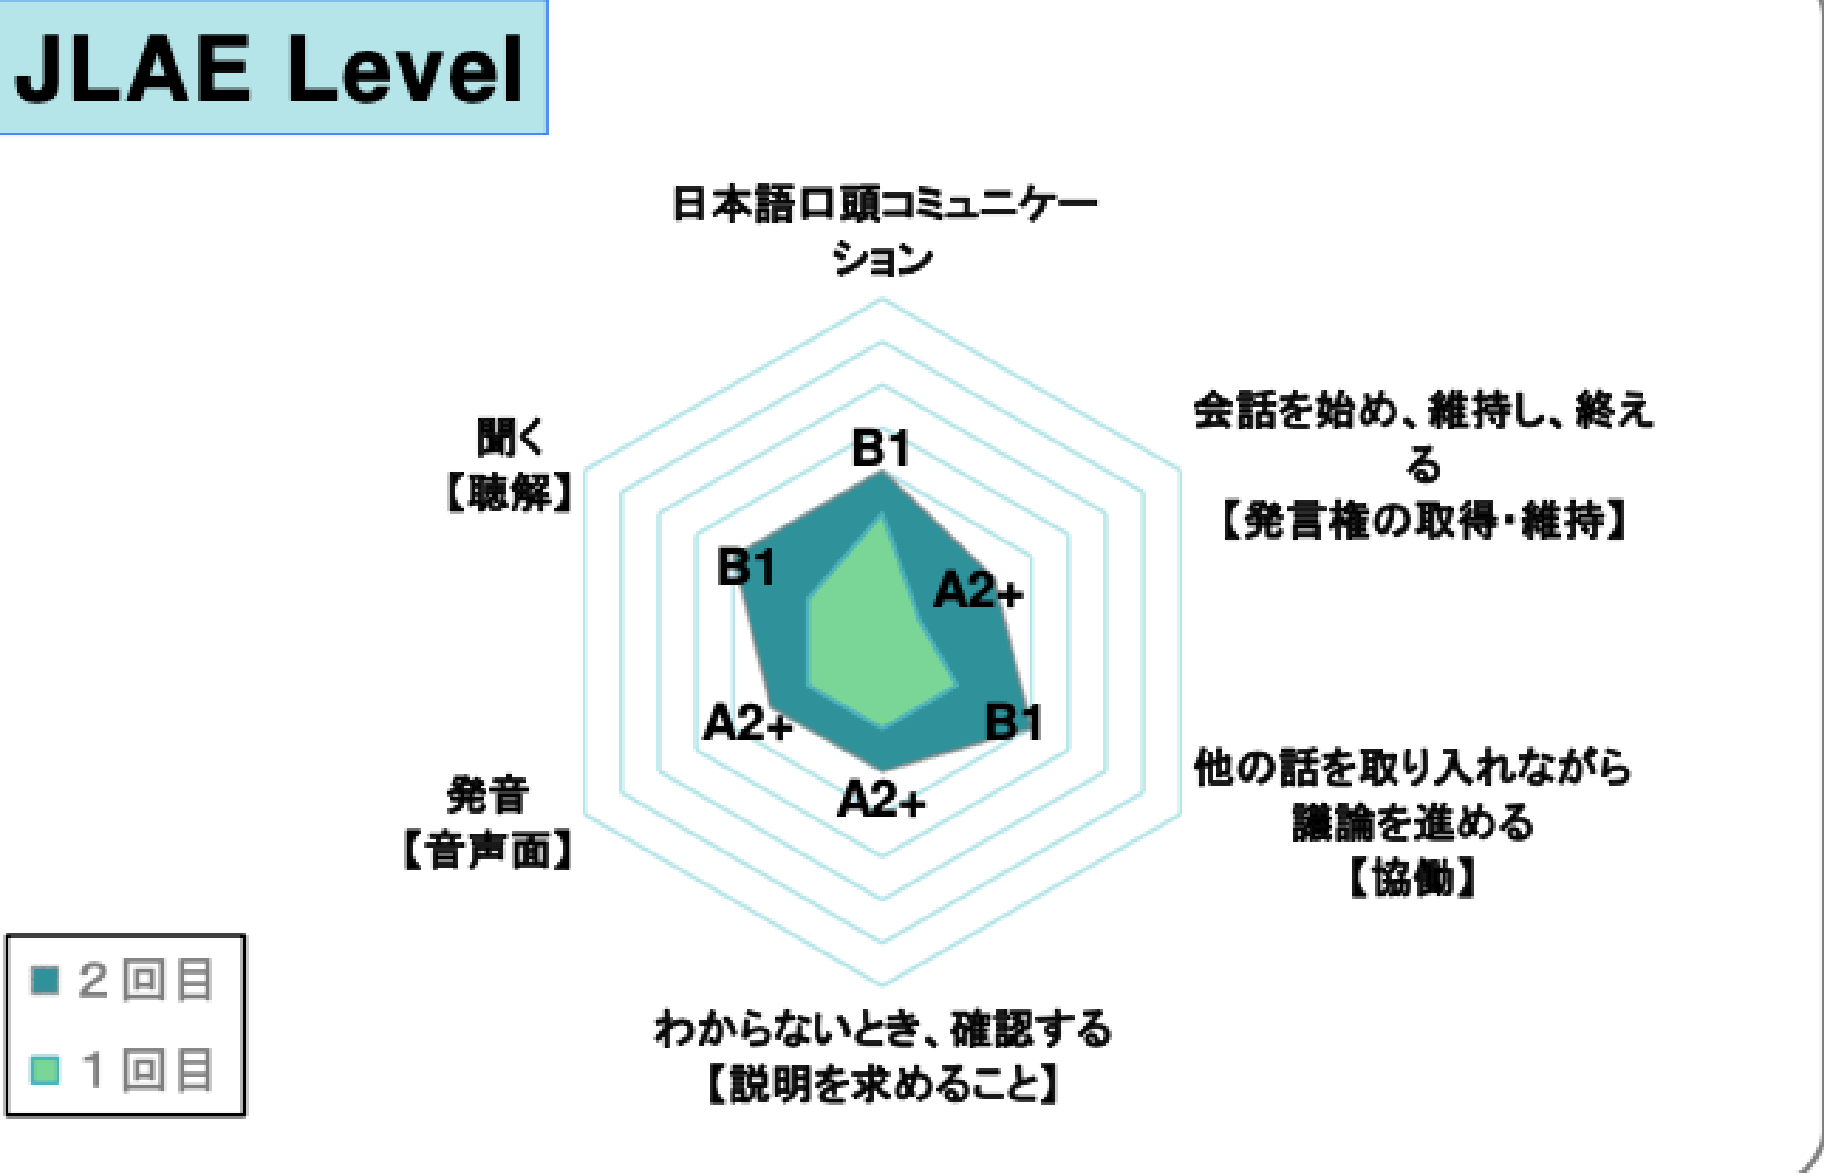 JLAE Level
日本語口頭コミュニケー
ション
会話を始め、維持し、終え
る
【発言権の取得・維持】
聞く
【聴解】
B1
B1
A2+
A2+
B1
A2+
他の話を取り入れながら
議論を進める
【協働】
発音
【音声面】
わからないとき、確認する
【説明を求めること】
2回目
1回目